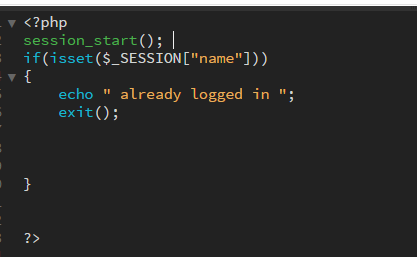 <?php
session_start();
if(isset($_SESSION["name"]))
{
echo " already logged in ";
exit();
}
?>